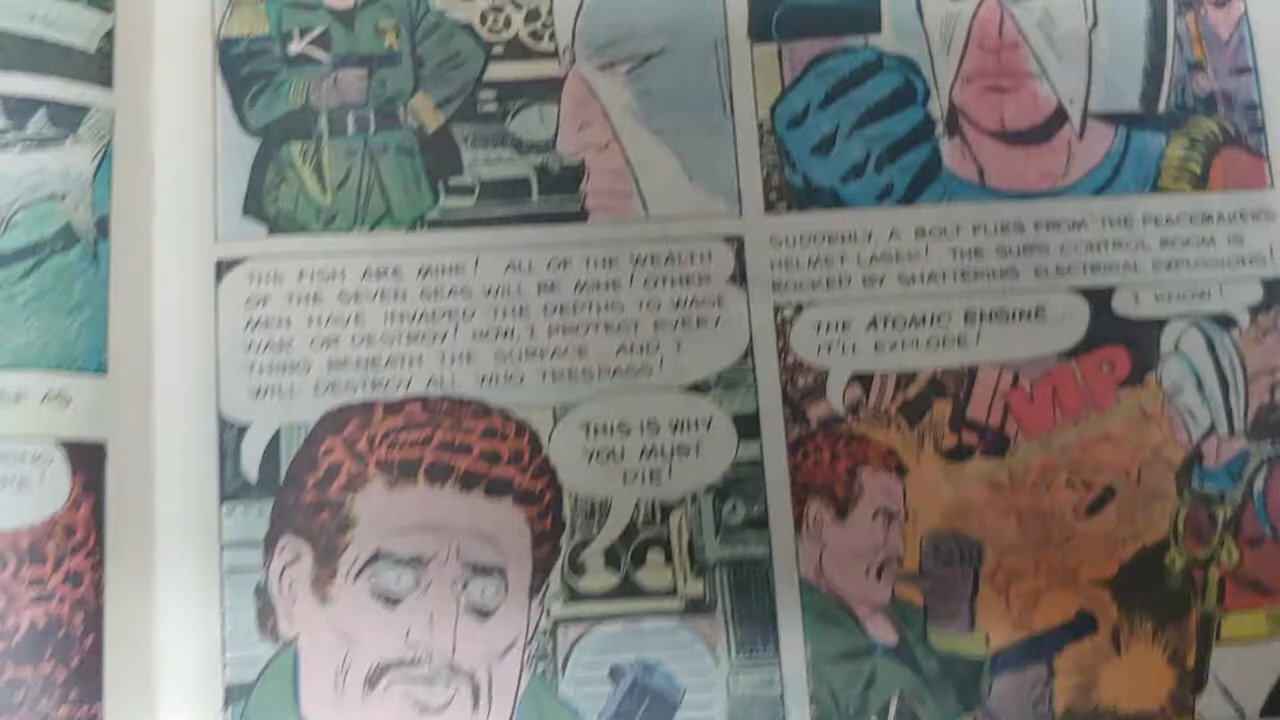 THE FISH ARE MINE! ALL OF THE WEALTH
OF THE SEVEN SEAS WILL BE MINE! OTHER
MEN HAVE INVADED THE DEPTHS TO WAGE
WAR OR DESTROY! NOW, I PROTECT EVERY
THING BENEATH THE SURFACE... AND I
WILL DESTROY ALL WHO TRESPASS!
THIS IS WHY
YOU MUST
DIE!
SUDDENLY, A BOLT FLIES FROM THE PEACEMAKER'S
HELMET LASER! THE SUB'S CONTROL ROOM IS
ROCKED BY SHATTERING ELECTRICAL EXPLOSIONS!
THE ATOMIC ENGINE...
IT'LL EXPLODE!
I KNOW!